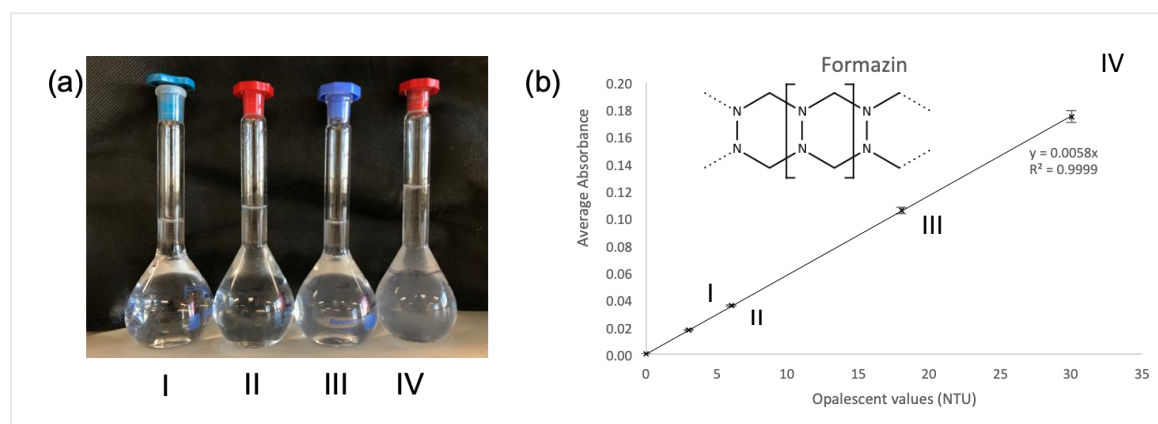 (a)
I
II
III
IV
(b)
Formazin
IV
0.20
0.18
0.16
0.14
0.12
0.10
0.08
0.06
0.04
0.02
0.00
Average Absorbance
N
N
N
N
N
N
y = 0.0058x
R² = 0.9999
III
I
II
0
5
10
15
20
25
30
35
Opalescent values (NTU)